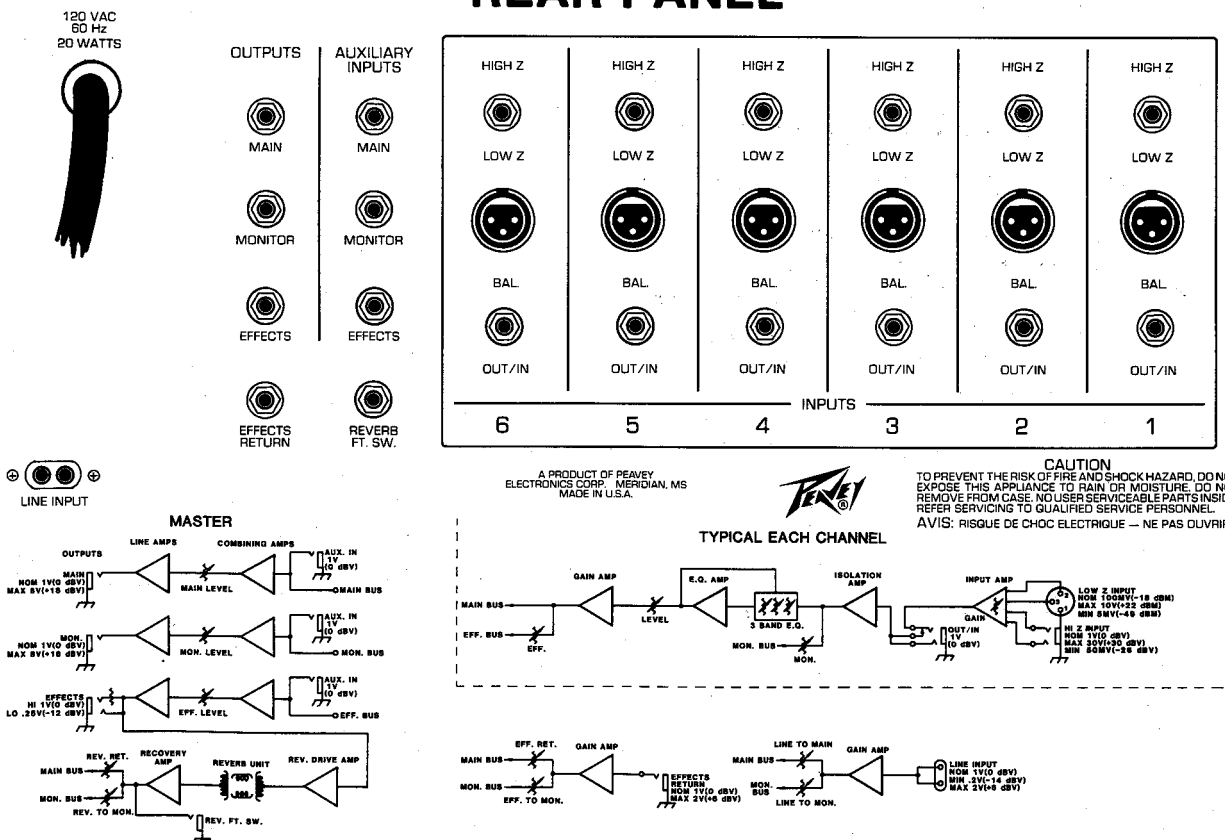 REAR PANEL
120 VAC
60 Hz
20 WATTS
OUTPUTS
MAIN
MONITOR
EFFECTS
EFFECTS
RETURN
AUXILIARY
INPUTS
MAIN
MONITOR
EFFECTS
REVERB
FT. SW.
HIGH Z HIGH Z HIGH Z HIGH Z HIGH Z HIGH Z
LOW Z LOW Z LOW Z LOW Z LOW Z LOW Z
BAL. BAL. BAL. BAL. BAL. BAL.
OUT/IN OUT/IN OUT/IN OUT/IN OUT/IN OUT/IN
INPUTS
6 5 4 3 2 1
LINE INPUT
A PRODUCT OF PEAVEY
ELECTRONICS CORP. MERIDIAN, MS
MADE IN U.S.A.
PEAVEY ®
CAUTION
TO PREVENT THE RISK OF FIRE AND SHOCK HAZARD, DO
EXPOSE THIS APPLIANCE TO RAIN OR MOISTURE. DO
REMOVE FROM CASE. NO USER SERVICEABLE PARTS
REFER SERVICING TO QUALIFIED SERVICE PERSONNEL.
AVIS: RISQUE DE CHOC ELECTRIQUE — NE PAS
MASTER
OUTPUTS
LINE AMPS
COMBINING AMPS
MAIN
NOM 1V(0 dBV)
MAX 8V(+18 dBV)
MAIN LEVEL
AUX. IN
1V
(0 dBV)
MAIN BUS
MON.
NOM 1V(0 dBV)
MAX 8V(+18 dBV)
MON. LEVEL
AUX. IN
1V
(0 dBV)
MON. BUS
EFFECTS
HI 1V(0 dBV)
LO .25V(-12 dBV)
EFF. LEVEL
AUX. IN
1V
(0 dBV)
EFF. BUS
REV. RET.
RECOVERY
AMP
REVERB UNIT
REV. DRIVE AMP
MAIN BUS
MON. BUS
REV. TO MON.
REV. FT. SW.
TYPICAL EACH CHANNEL
GAIN AMP
E.Q. AMP
ISOLATION
AMP
INPUT AMP
MAIN BUS
EFF. BUS
EFF.
LEVEL
3 BAND E.Q.
MON. BUS
MON.
OUT/IN
1V
(0 dBV)
GAIN
2
3
1
LOW Z INPUT
NOM 100MV(-18 dBM)
MAX 10V(+22 dBM)
MIN 5MV(-46 dBM)
HI Z INPUT
NOM 1V(0 dBV)
MAX 30V(+30 dBV)
MIN 50MV(-26 dBV)
EFF. RET.
GAIN AMP
MAIN BUS
MON. BUS
EFF. TO MON.
EFFECTS
RETURN
NOM 1V(0 dBV)
MAX 2V(+6 dBV)
LINE TO MAIN
GAIN AMP
MAIN BUS
MON.
BUS
LINE TO MON.
LINE INPUT
NOM 1V(0 dBV)
MIN .2V(-14 dBV)
MAX 2V(+6 dBV)